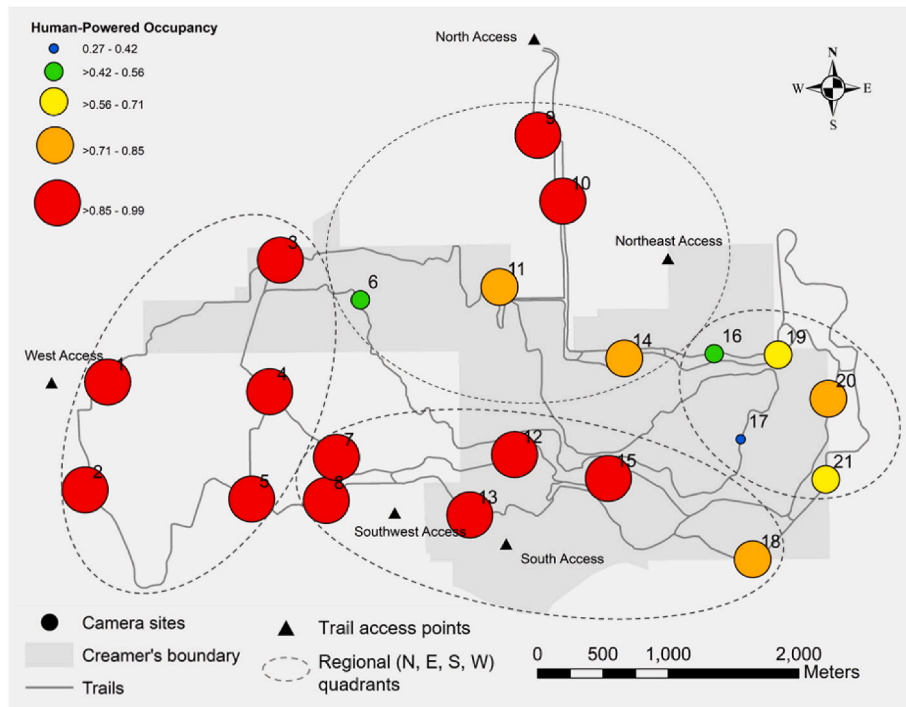 Human-Powered Occupancy
0.27 - 0.42
>0.42 - 0.56
>0.56 - 0.71
>0.71 - 0.85
>0.85 - 0.99
North Access
N
W E
S
9
10
Northeast Access
3
11
6
14
16
19
West Access
1
4
20
17
7
12
15
21
2
5
8
13
Southwest Access
18
South Access
Camera sites
Trail access points
Creamer's boundary
Regional (N, E, S, W)
quadrants
Trails
0 500 1,000 2,000
Meters